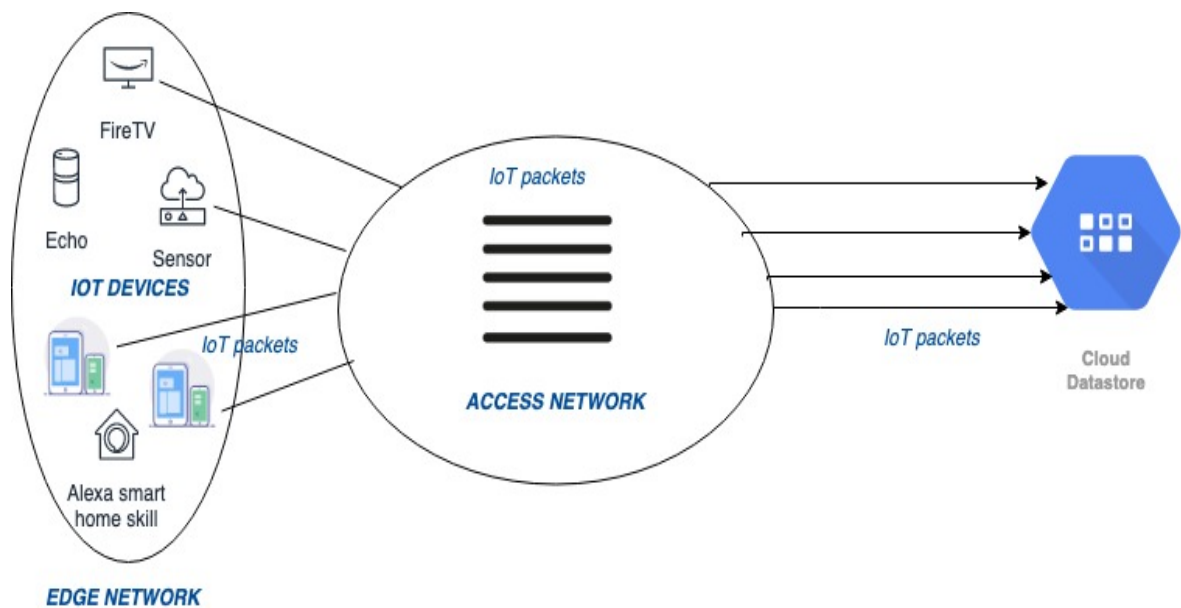 FireTV
Echo
Sensor
IOT DEVICES
IoT packets
Alexa smart
home skill
EDGE NETWORK
IoT packets
ACCESS NETWORK
IoT packets
Cloud
Datastore